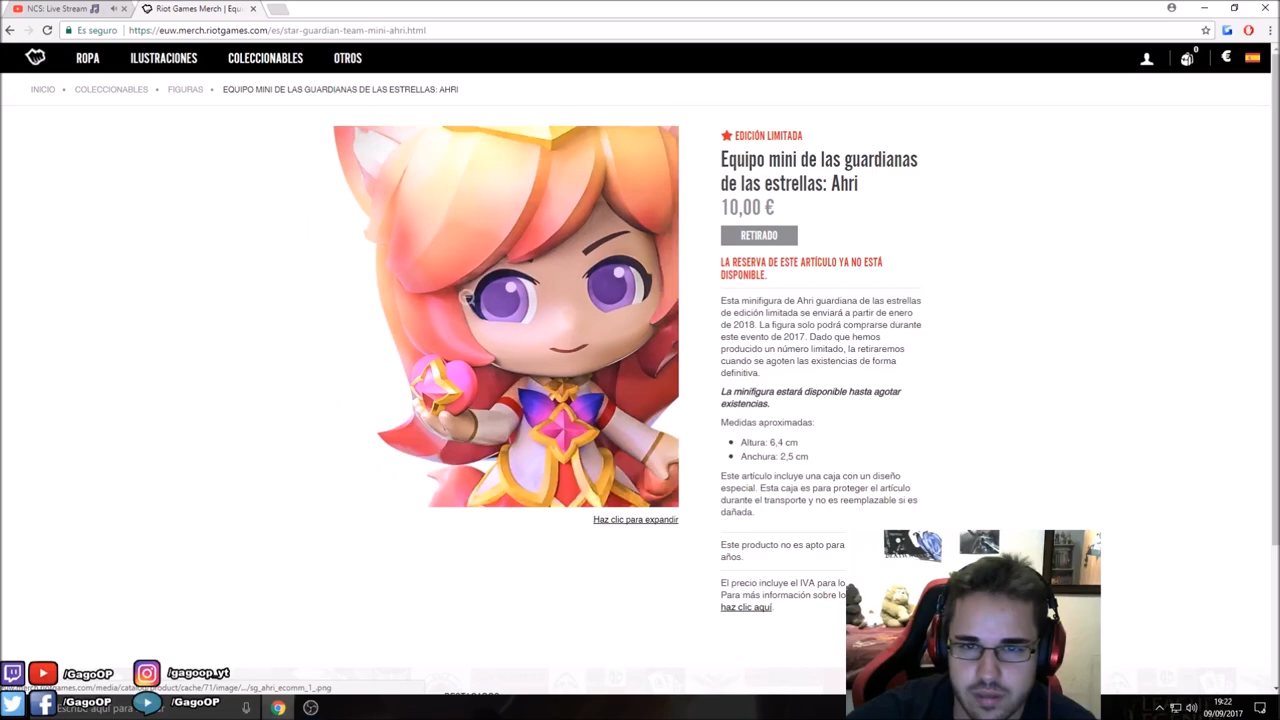 NCS: Live Stream
Riot Games Merch | Equi
Es seguro
https://euw.merch.riotgames.com/es/star-guardian-team-mini-ahri.html
ROPA
ILUSTRACIONES
COLECCIONABLES
OTROS
0
€
INICIO • COLECCIONABLES • FIGURAS • EQUIPO MINI DE LAS GUARDIANAS DE LAS ESTRELLAS: AHRI
EDICIÓN LIMITADA
Equipo mini de las guardianas
de las estrellas: Ahri
10,00 €
RETIRADO
LA RESERVA DE ESTE ARTÍCULO YA NO ESTÁ
DISPONIBLE.
Esta minifigura de Ahri guardiana de las estrellas
de edición limitada se enviará a partir de enero
de 2018. La figura solo podrá comprarse durante
este evento de 2017. Dado que hemos
producido un número limitado, la retiraremos
cuando se agoten las existencias de forma
definitiva.
La minifigura estará disponible hasta agotar
existencias.
Medidas aproximadas:
• Altura: 6,4 cm
• Anchura: 2,5 cm
Este artículo incluye una caja con un diseño
especial. Esta caja es para proteger el artículo
durante el transporte y no es reemplazable si es
dañada.
Haz clic para expandir
Este producto no es apto para
años.
El precio incluye el IVA para lo
Para más información sobre lo
haz clic aquí.
/GagoOP
/gagoop_yt
/GagoOP
/GagoOP
19:22
09/09/2017